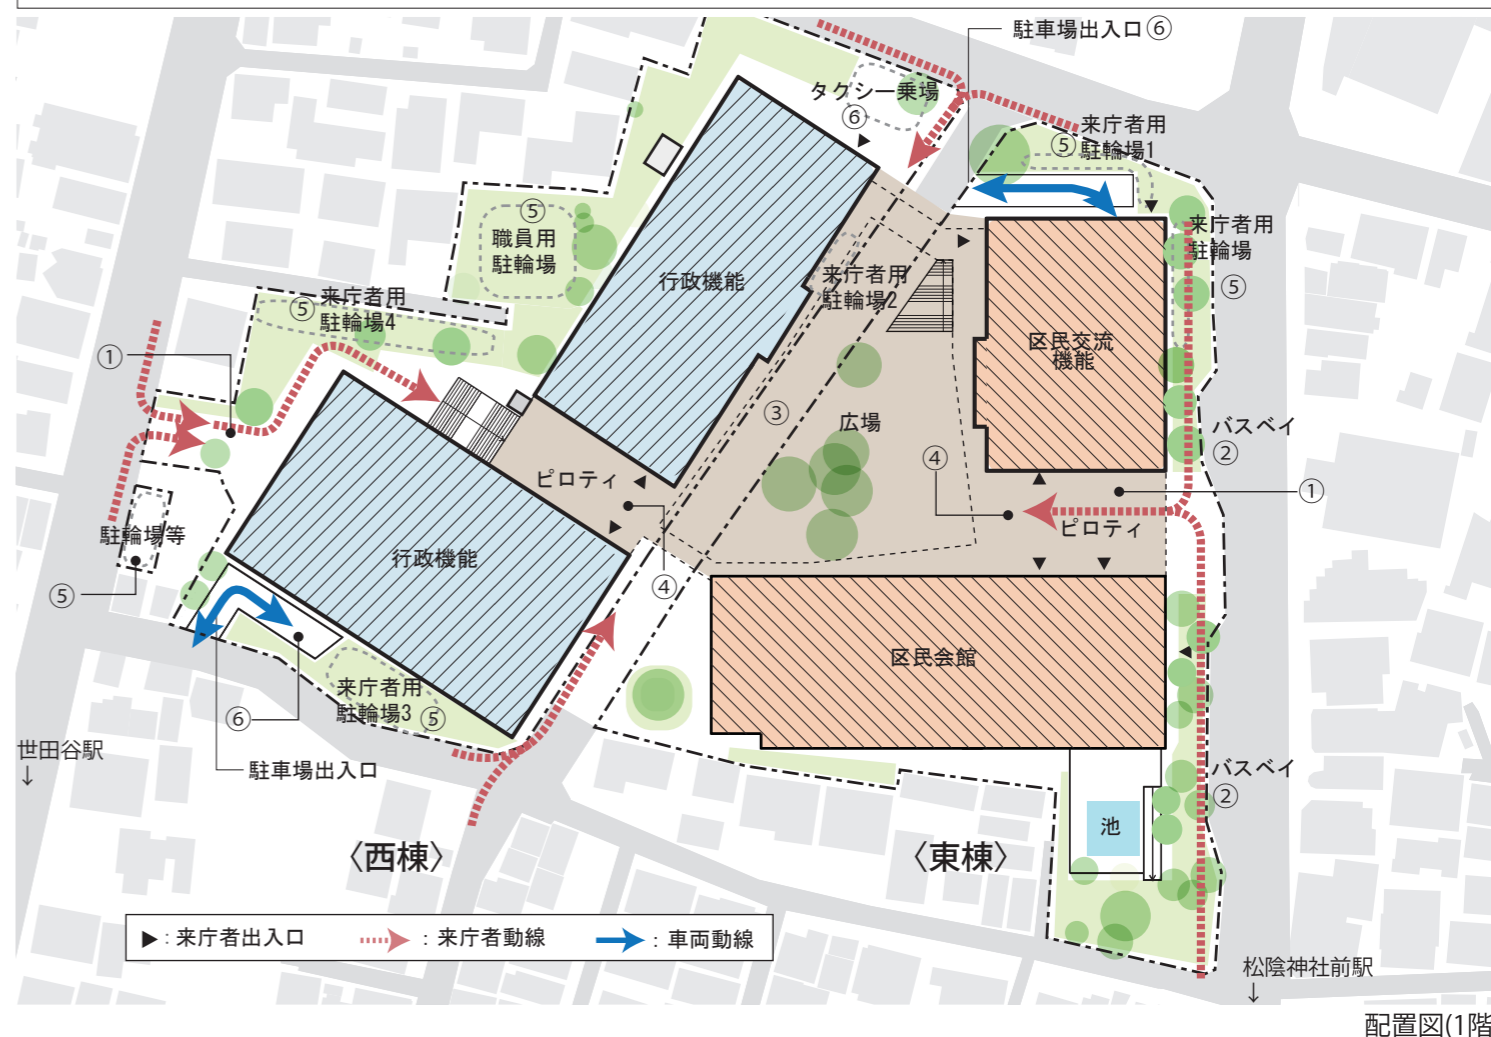 駐車場出入口⑥
タクシー乗場
⑥
来庁者用
⑤
駐輪場1
⑤
職員用
駐輪場
来庁者用
駐輪場
⑤
行政機能
来庁者用
駐輪場2
来庁者用
⑤
駐輪場4
区民交流
機能
①
③
広場
バスベイ
②
④
ピロティ
①
ピロティ
駐輪場等
行政機能
④
⑤
区民会館
来庁者用
駐輪場3
⑤
⑥
世田谷駅
↓
駐車場出入口
バスベイ
②
池
〈西棟〉
〈東棟〉
▶:来庁者出入口
:来庁者動線
:車両動線
松陰神社前駅
↓
配置図(1階